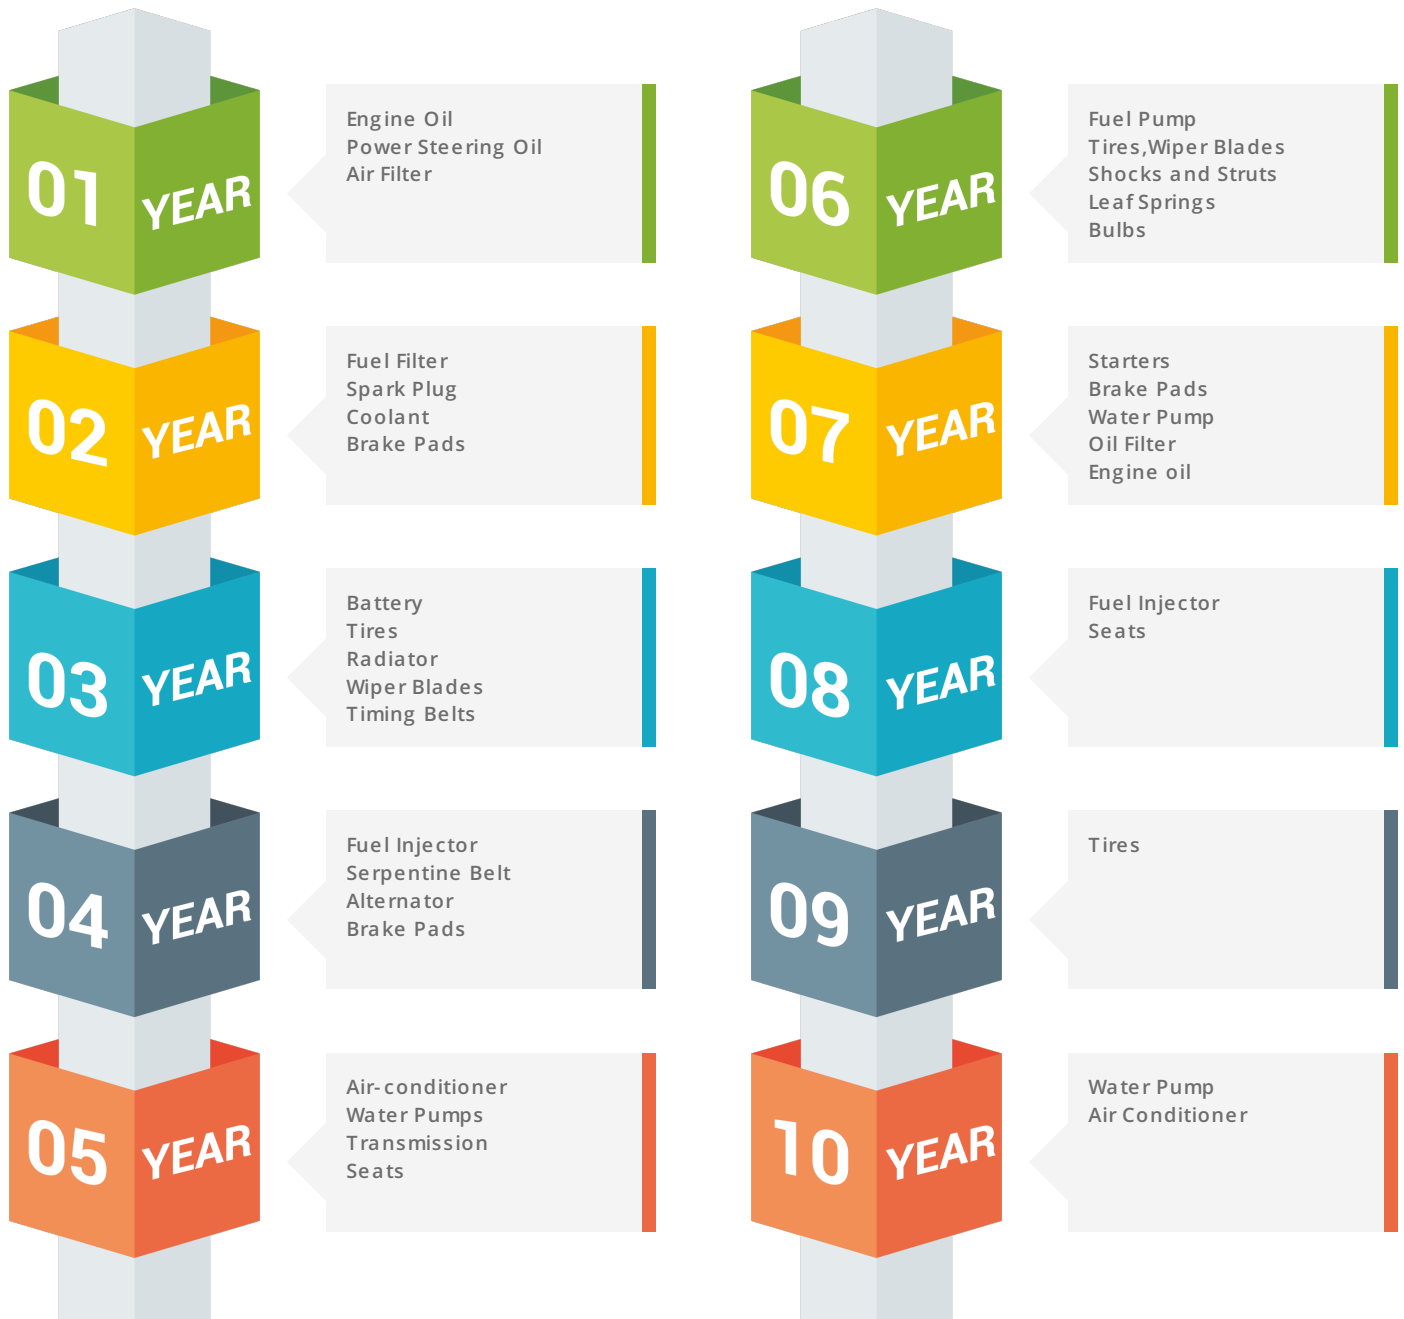 01 YEAR
Engine Oil
Power Steering Oil
Air Filter
02 YEAR
Fuel Filter
Spark Plug
Coolant
Brake Pads
03 YEAR
Battery
Tires
Radiator
Wiper Blades
Timing Belts
04 YEAR
Fuel Injector
Serpentine Belt
Alternator
Brake Pads
05 YEAR
Air-conditioner
Water Pumps
Transmission
Seats
06 YEAR
Fuel Pump
Tires,Wiper Blades
Shocks and Struts
Leaf Springs
Bulbs
07 YEAR
Starters
Brake Pads
Water Pump
Oil Filter
Engine oil
08 YEAR
Fuel Injector
Seats
09 YEAR
Tires
10 YEAR
Water Pump
Air Conditioner